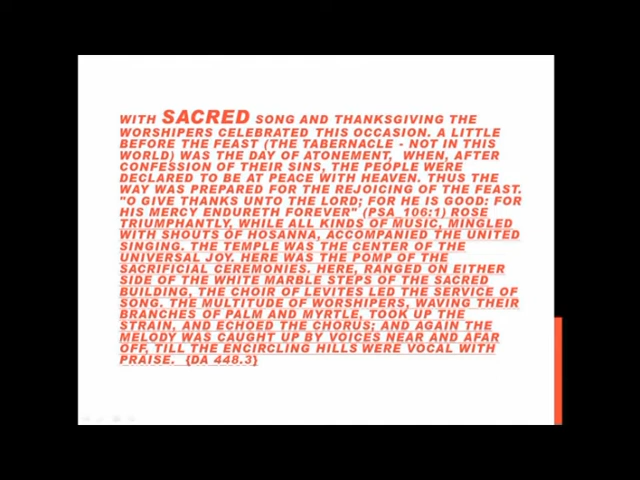 WITH SACRED SONG AND THANKSGIVING THE
WORSHIPERS CELEBRATED THIS OCCASION. A LITTLE
BEFORE THE FEAST (THE TABERNACLE - NOT IN THIS
WORLD) WAS THE DAY OF ATONEMENT, WHEN, AFTER
CONFESSION OF THEIR SINS, THE PEOPLE WERE
DECLARED TO BE AT PEACE WITH HEAVEN. THUS THE
WAY WAS PREPARED FOR THE REJOICING OF THE FEAST.
"O GIVE THANKS UNTO THE LORD; FOR HE IS GOOD: FOR
HIS MERCY ENDURETH FOREVER" (PSA_106:1) ROSE
TRIUMPHANTLY, WHILE ALL KINDS OF MUSIC, MINGLED
WITH SHOUTS OF HOSANNA, ACCOMPANIED THE UNITED
SINGING. THE TEMPLE WAS THE CENTER OF THE
UNIVERSAL JOY. HERE WAS THE POMP OF THE
SACRIFICIAL CEREMONIES. HERE, RANGED ON EITHER
SIDE OF THE WHITE MARBLE STEPS OF THE SACRED
BUILDING, THE CHOIR OF LEVITES LED THE SERVICE OF
SONG. THE MULTITUDE OF WORSHIPERS, WAVING THEIR
BRANCHES OF PALM AND MYRTLE, TOOK UP THE
STRAIN, AND ECHOED THE CHORUS; AND AGAIN THE
MELODY WAS CAUGHT UP BY VOICES NEAR AND AFAR
OFF, TILL THE ENCIRCLING HILLS WERE VOCAL WITH
PRAISE. {DA 448.3}